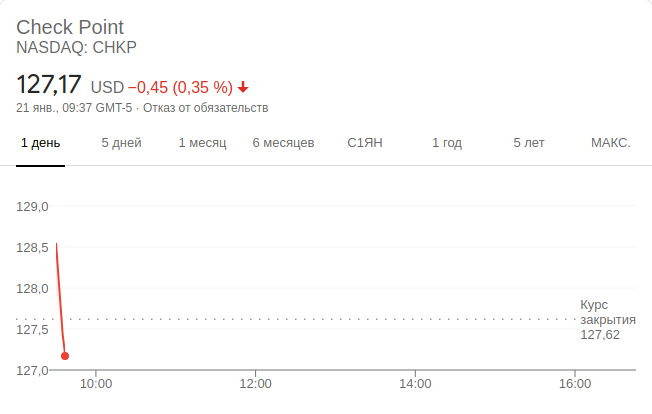 Check Point
NASDAQ: CHKP
127,17 USD −0,45 (0,35 %)
21 янв., 09:37 GMT-5 · Отказ от обязательств
1 день 5 дней 1 месяц 6 месяцев С1ЯН 1 год 5 лет МАКС.
129,0
128,5
128,0
Курс
закрытия
127,62
127,5
127,0
10:00 12:00 14:00 16:00